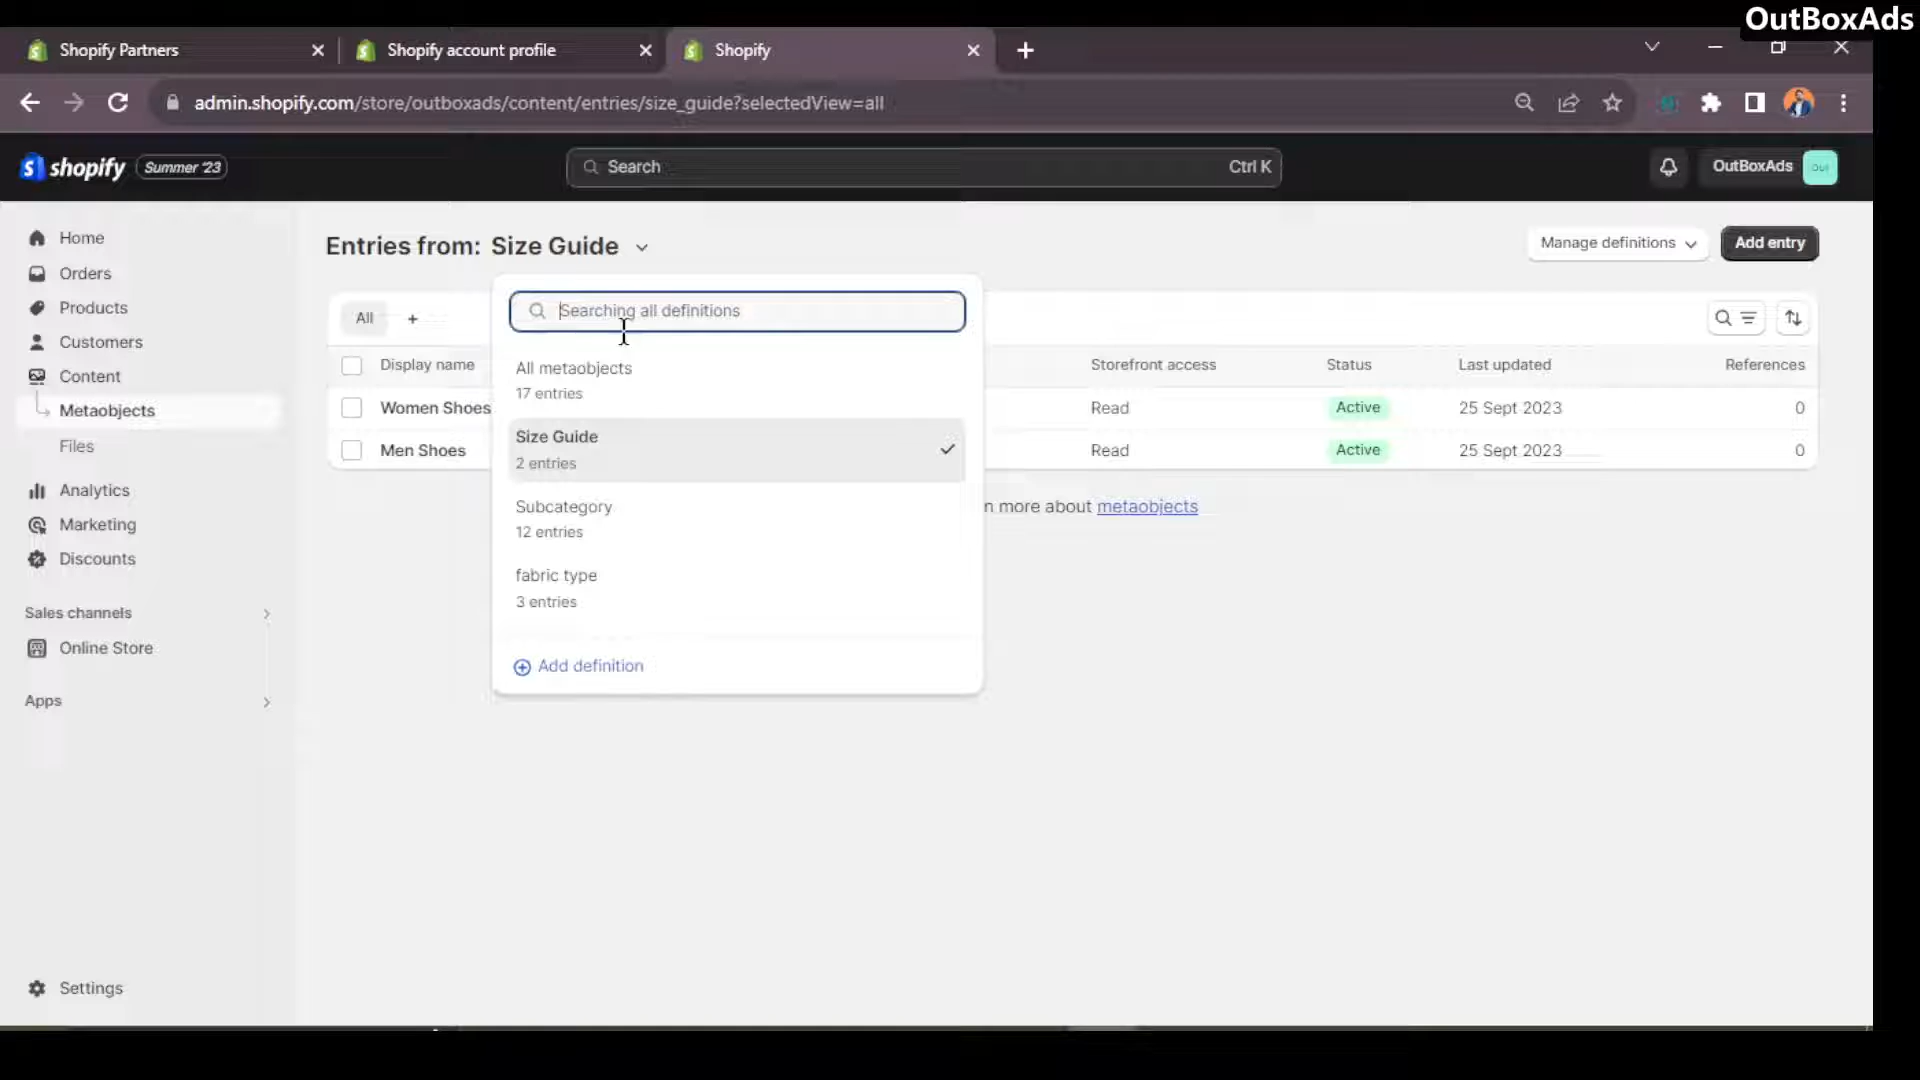 OutBoxAds
Shopify Partners
Shopify account profile
Shopify
admin.shopify.com/store/outboxads/content/entries/size_guide?selectedView=all
shopify
Summer '23
Search
Ctrl K
OutBoxAds
Out
Home
Orders
Products
Customers
Content
Metaobjects
Files
Analytics
Marketing
Discounts
Sales channels
Online Store
Apps
Settings
Entries from: Size Guide
Manage definitions
Add entry
All
+
Searching all definitions
All metaobjects
17 entries
Size Guide
2 entries
Subcategory
12 entries
fabric type
3 entries
Add definition
Display name
Storefront access
Status
Last updated
References
Women Shoes
Read
Active
25 Sept 2023
0
Men Shoes
Read
Active
25 Sept 2023
0
n more about metaobjects